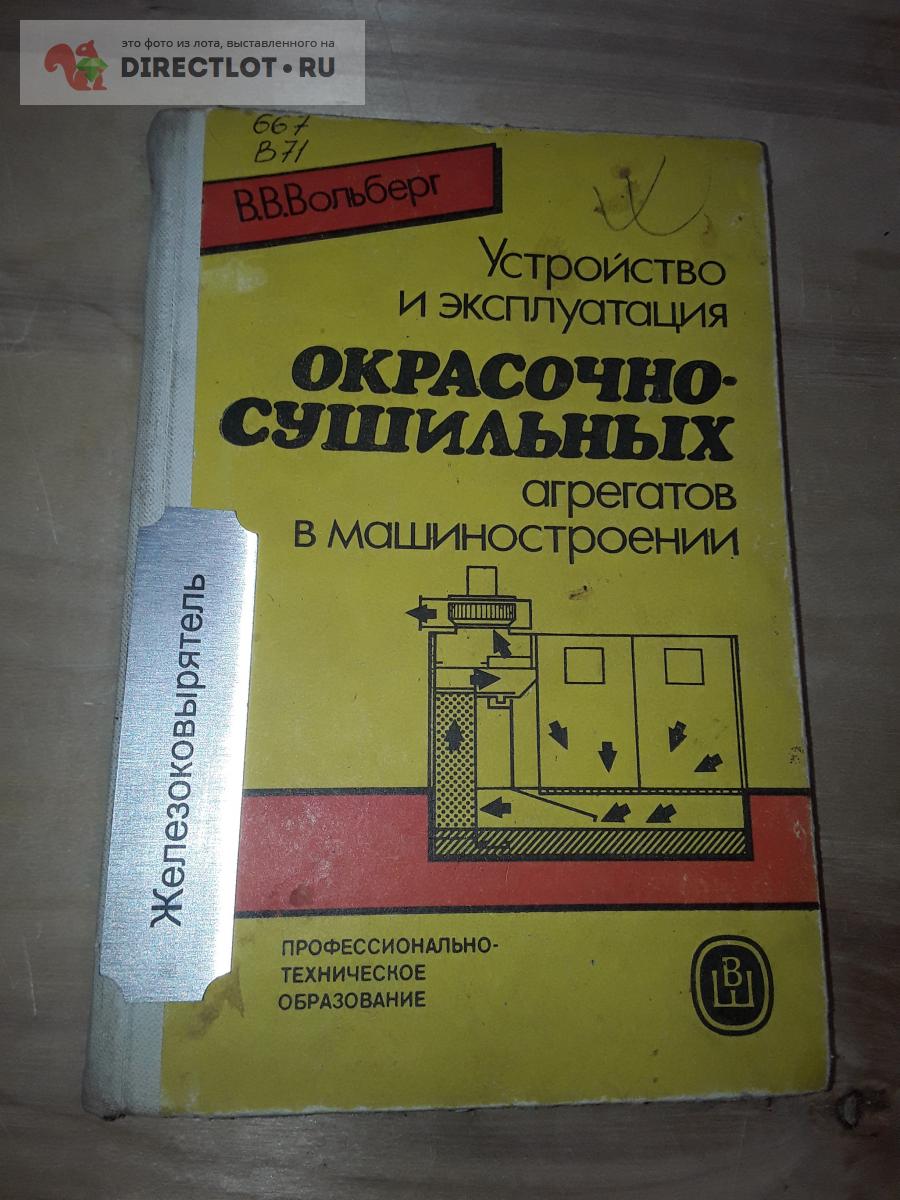 это фото из лота, выставленного на
DIRECTLOT.RU
667
В71
В.В.Вольберг
Устройство
и эксплуатация
ОКРАСОЧНО-
СУШИЛЬНЫХ
агрегатов
в машиностроении
Железоковырятель
ПРОФЕССИОНАЛЬНО-
ТЕХНИЧЕСКОЕ
ОБРАЗОВАНИЕ
ВШ